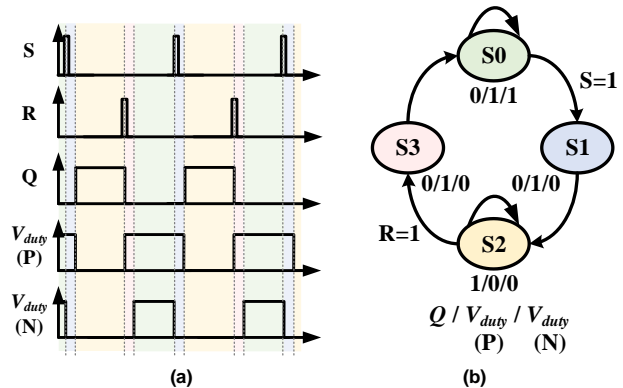 S
R
Q
V_duty
(P)
V_duty
(N)
(a)
S0
0/1/1
S=1
S3
S1
0/1/0
0/1/0
S2
R=1
1/0/0
Q / V_duty / V_duty
(P) (N)
(b)